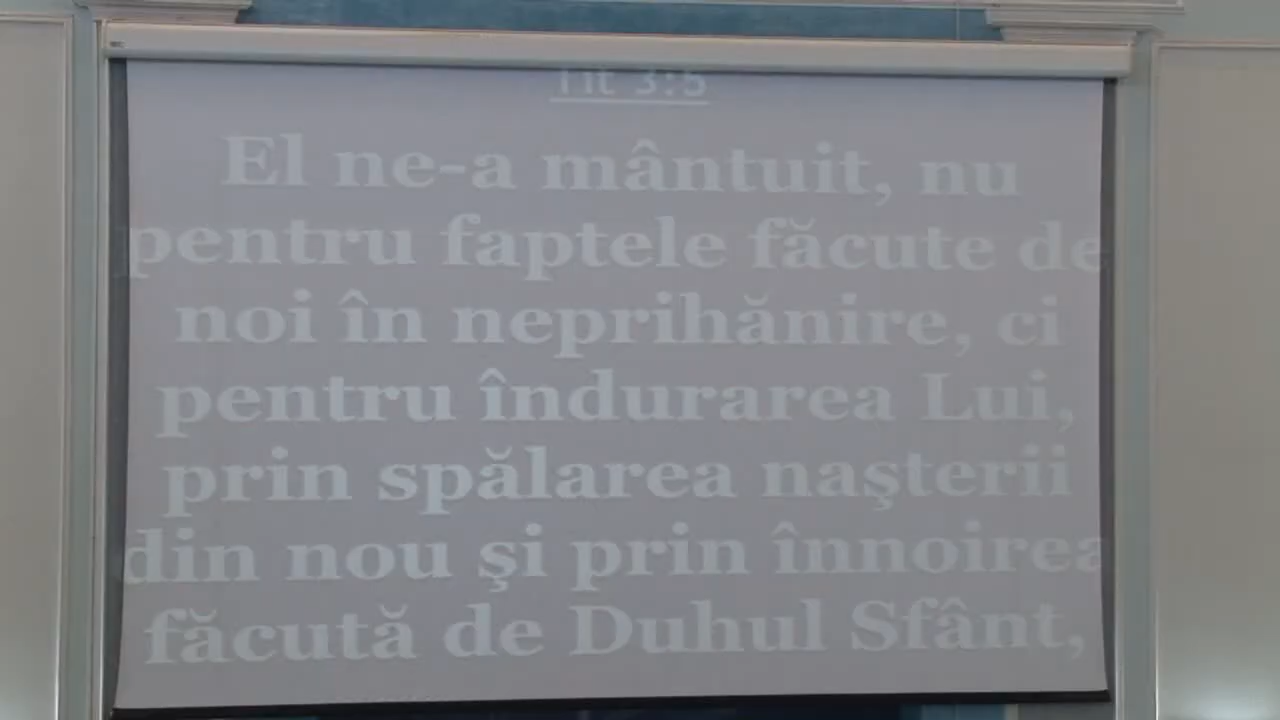 Tit 3:5
El ne-a mântuit, nu
pentru faptele făcute de
noi în neprihănire, ci
pentru îndurarea Lui,
prin spălarea naşterii
din nou şi prin înnoirea
făcută de Duhul Sfânt,